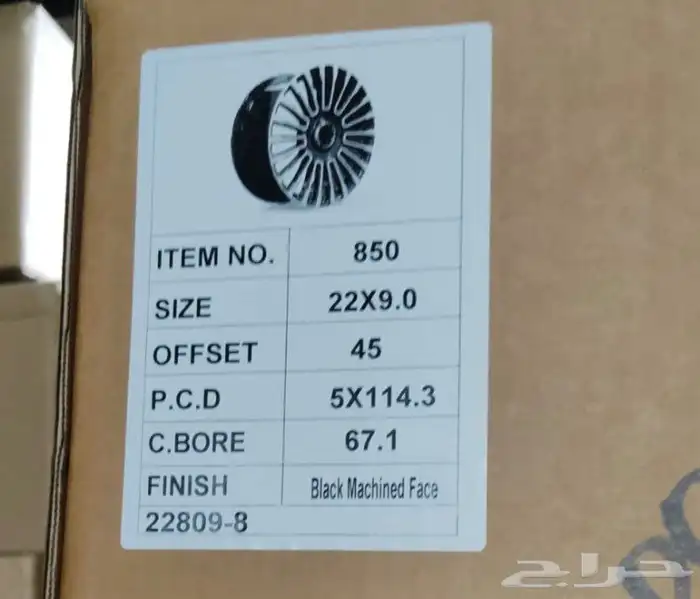 ITEM NO. 850
SIZE 22X9.0
OFFSET 45
P.C.D 5X114.3
C.BORE 67.1
FINISH Black Machined Face
22809-8
حراج